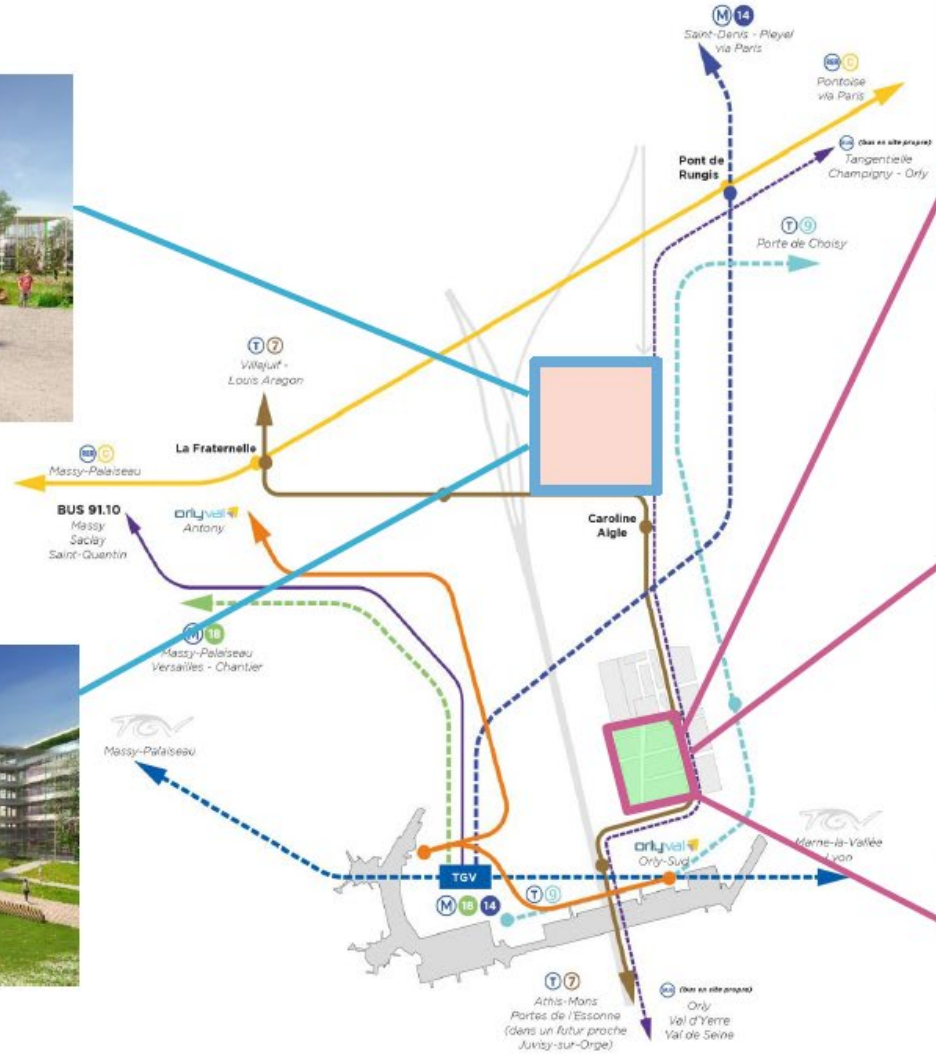 M 14
Saint-Denis - Pleyel
via Paris
RER C
Pontoise
via Paris
BUS (bus en site propre)
Tangentielle
Champigny - Orly
Pont de
Rungis
T 9
Porte de Choisy
T 7
Villejuif -
Louis Aragon
La Fraternelle
RER C
Massy-Palaiseau
BUS 91.10
Massy
Saclay
Saint-Quentin
orlyval
Antony
Caroline
Aigle
M 18
Massy-Palaiseau
Versailles - Chantier
TGV
Massy-Palaiseau
TGV
Marne-la-Vallée
Lyon
orlyval
Orly-Sud
TGV
M 18 14
T 9
T 7
Athis-Mons
Portes de l'Essonne
(dans un futur proche
Juvisy-sur-Orge)
BUS (bus en site propre)
Orly
Val d'Yerre
Val de Seine